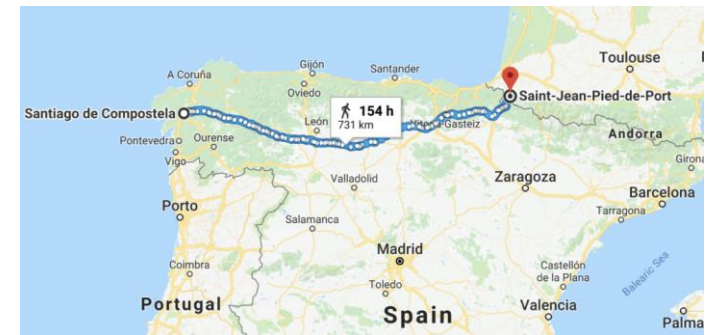 Gijón
Santander
Toulouse
A Coruña
Oviedo
Saint-Jean-Pied-de-Port
154 h
731 km
Santiago de Compostela
León
Vitoria-Gasteiz
Andorra
Pontevedra
Ourense
Vigo
Girona
Valladolid
Zaragoza
Barcelona
Porto
Tarragona
Salamanca
Madrid
Coimbra
Castellón
de la Plana
Balearic Sea
Toledo
Portugal
Spain
Valencia
Palma